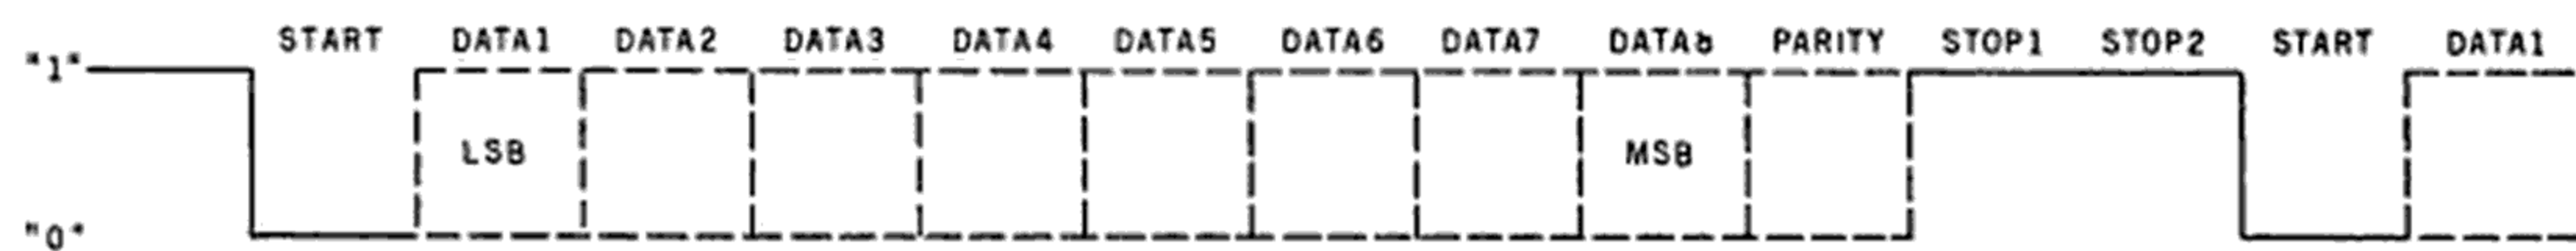 START DATA1 DATA2 DATA3 DATA4 DATA5 DATA6 DATA7 DATA8 PARITY STOP1 STOP2 START DATA1
"1"
LSB MSB
"0"